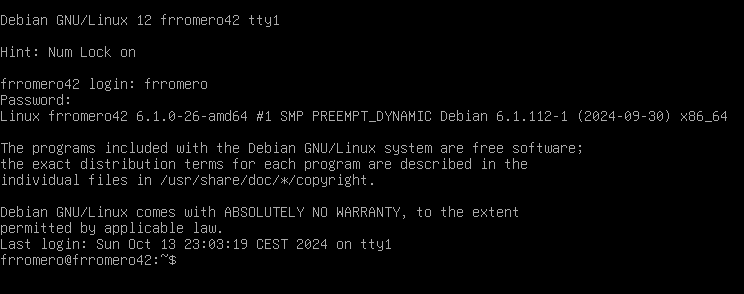 Debian GNU/Linux 12 frromero42 tty1
Hint: Num Lock on
frromero42 login: frromero
Password:
Linux frromero42 6.1.0-26-amd64 #1 SMP PREEMPT_DYNAMIC Debian 6.1.112-1 (2024-09-30) x86_64
The programs included with the Debian GNU/Linux system are free software;
the exact distribution terms for each program are described in the
individual files in /usr/share/doc/*/copyright.
Debian GNU/Linux comes with ABSOLUTELY NO WARRANTY, to the extent
permitted by applicable law.
Last login: Sun Oct 13 23:03:19 CEST 2024 on tty1
frromero@frromero42:~$